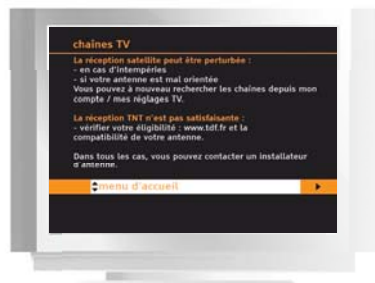 chaînes TV
La réception satellite peut être perturbée :
- en cas d'intempéries
- si votre antenne est mal orientée
Vous pouvez à nouveau rechercher les chaînes depuis mon
compte / mes réglages TV.
La réception TNT n'est pas satisfaisante :
- vérifier votre éligibilité : www.tdf.fr et la
compatibilité de votre antenne.
Dans tous les cas, vous pouvez contacter un installateur
d'antenne.
menu d'accueil